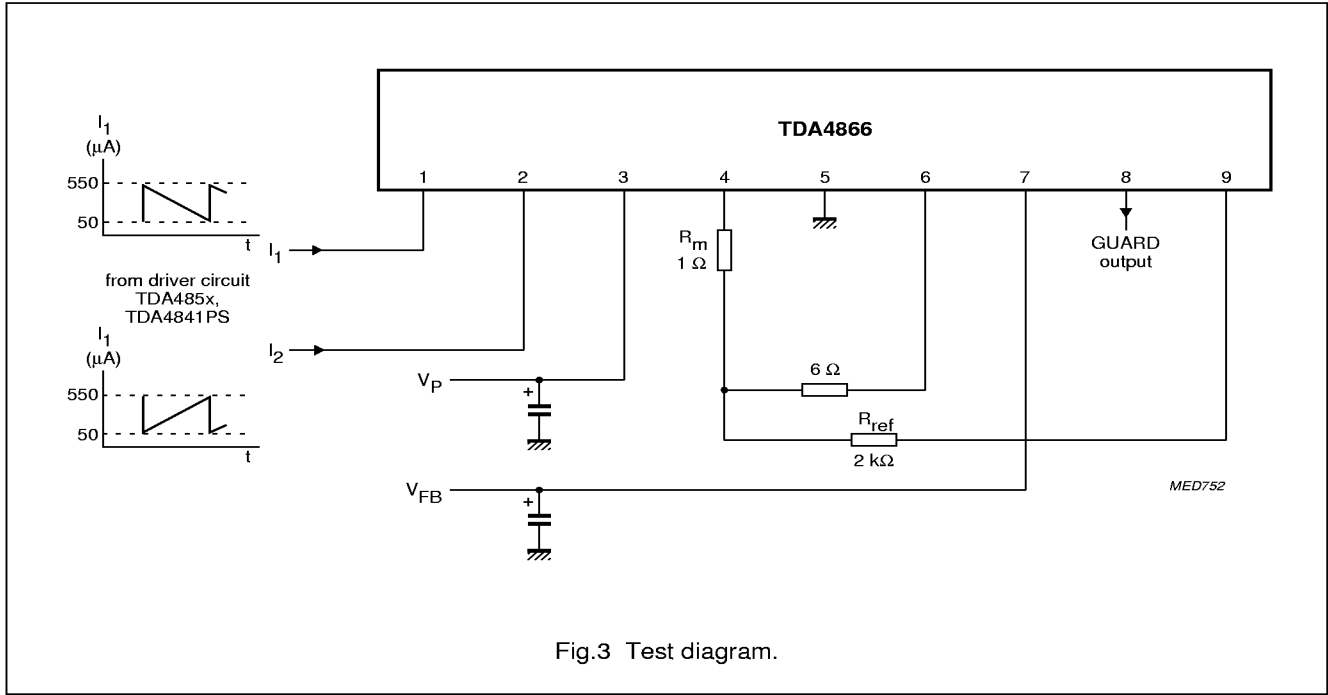 TDA4866
1 2 3 4 5 6 7 8 9
I1
(µA)
550
50
t
I1
from driver circuit
TDA485x,
TDA4841PS
I1
(µA)
550
50
t
I2
VP
+
VFB
+
Rm
1 Ω
6 Ω
Rref
2 kΩ
GUARD
output
MED752
Fig.3 Test diagram.